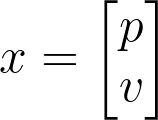 x = [p
v]